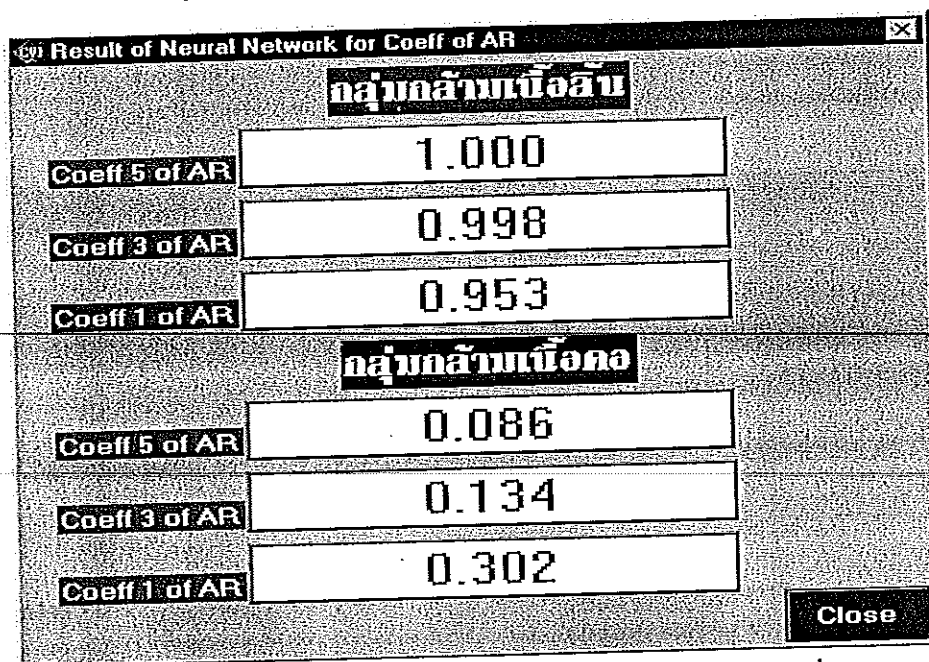 cvi Result of Neural Network for Coeff of AR
กลุ่มกล้ามเนื้อลิ้น
Coeff 5 of AR 1.000
Coeff 3 of AR 0.998
Coeff 1 of AR 0.953
กลุ่มกล้ามเนื้อคอ
Coeff 5 of AR 0.086
Coeff 3 of AR 0.134
Coeff 1 of AR 0.302
Close